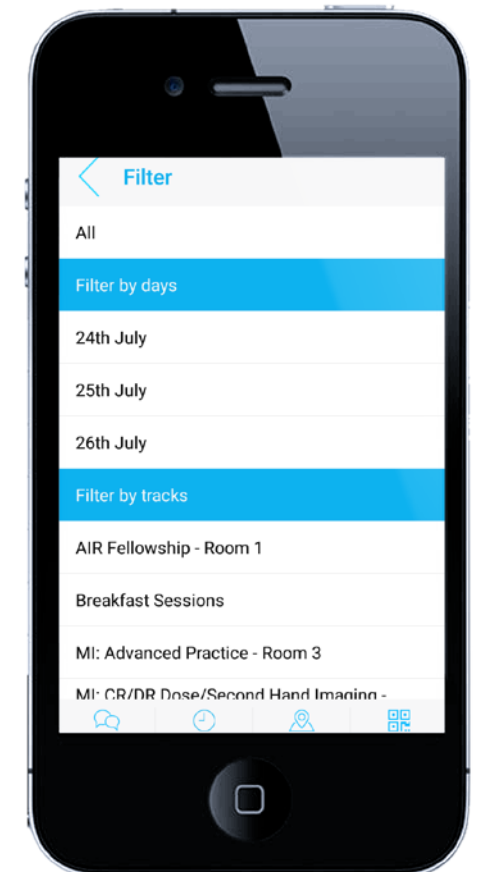 Filter
All
Filter by days
24th July
25th July
26th July
Filter by tracks
AIR Fellowship - Room 1
Breakfast Sessions
MI: Advanced Practice - Room 3
MI: CR/DR Dose/Second Hand Imaging -